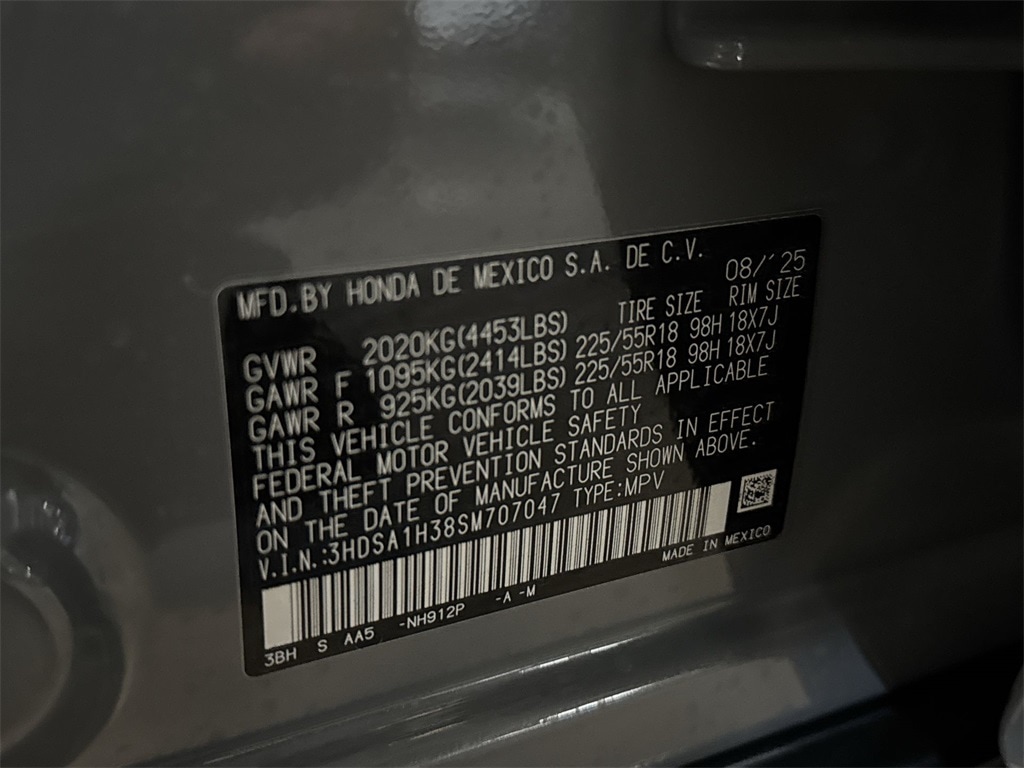 MFD.BY HONDA DE MEXICO S.A. DE C.V. 08/'25
TIRE SIZE RIM SIZE
GVWR 2020KG(4453LBS)
GAWR F 1095KG(2414LBS) 225/55R18 98H 18X7J
GAWR R 925KG(2039LBS) 225/55R18 98H 18X7J
THIS VEHICLE CONFORMS TO ALL APPLICABLE
FEDERAL MOTOR VEHICLE SAFETY
AND THEFT PREVENTION STANDARDS IN EFFECT
ON THE DATE OF MANUFACTURE SHOWN ABOVE.
V.I.N.:3HDSA1H38SM707047 TYPE:MPV
3BH S AA5 -NH912P -A -M MADE IN MEXICO